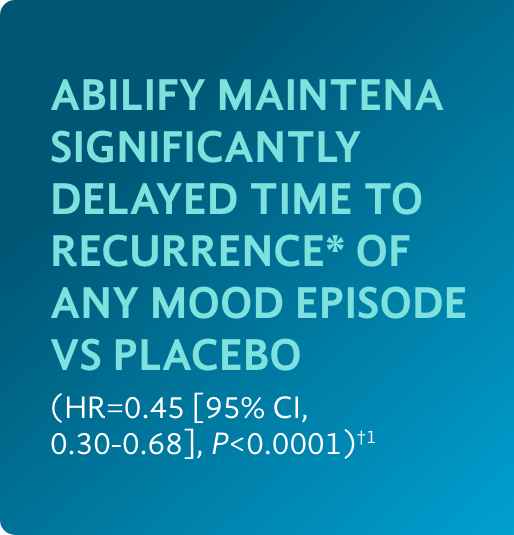 ABILIFY MAINTENA
SIGNIFICANTLY
DELAYED TIME TO
RECURRENCE* OF
ANY MOOD EPISODE
VS PLACEBO
(HR=0.45 [95% CI,
0.30-0.68], P<0.0001)†1